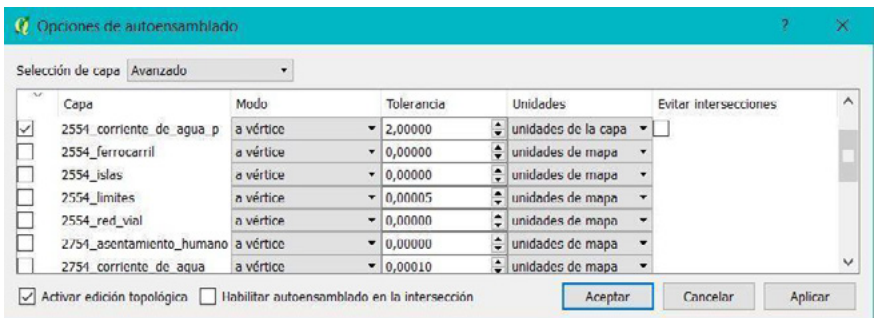 Opciones de autoensamblado ?
Selección de capa Avanzado
Capa Modo Tolerancia Unidades Evitar intersecciones
2554_corriente_de_agua_p a vértice 2,00000 unidades de la capa
2554_ferrocarril a vértice 0,00000 unidades de mapa
2554_islas a vértice 0,00000 unidades de mapa
2554_limites a vértice 0,00005 unidades de mapa
2554_red_vial a vértice 0,00000 unidades de mapa
2754_asentamiento_humano a vértice 0,00000 unidades de mapa
2754_corriente_de_agua a vértice 0,00010 unidades de mapa
Activar edición topológica Habilitar autoensamblado en la intersección Aceptar Cancelar Aplicar